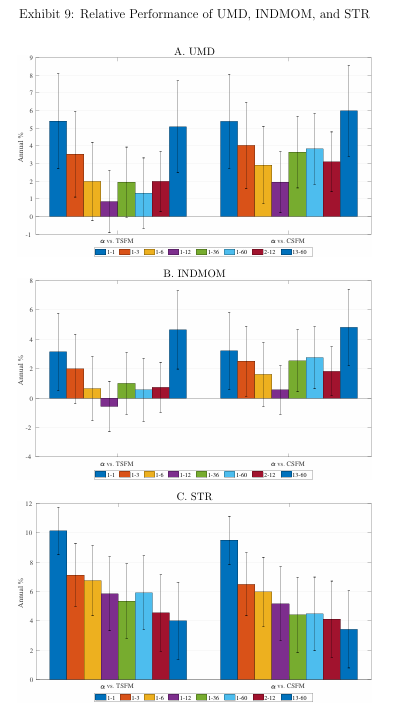 Exhibit 9: Relative Performance of UMD, INDMOM, and STR
A. UMD
9
8
7
6
5
4
3
2
1
0
-1
Annual %
α vs. TSFM
α vs. CSFM
1-1 1-3 1-6 1-12 1-36 1-60 2-12 13-60
B. INDMOM
8
6
4
2
0
-2
-4
Annual %
α vs. TSFM
α vs. CSFM
1-1 1-3 1-6 1-12 1-36 1-60 2-12 13-60
C. STR
12
10
8
6
4
2
0
Annual %
α vs. TSFM
α vs. CSFM
1-1 1-3 1-6 1-12 1-36 1-60 2-12 13-60